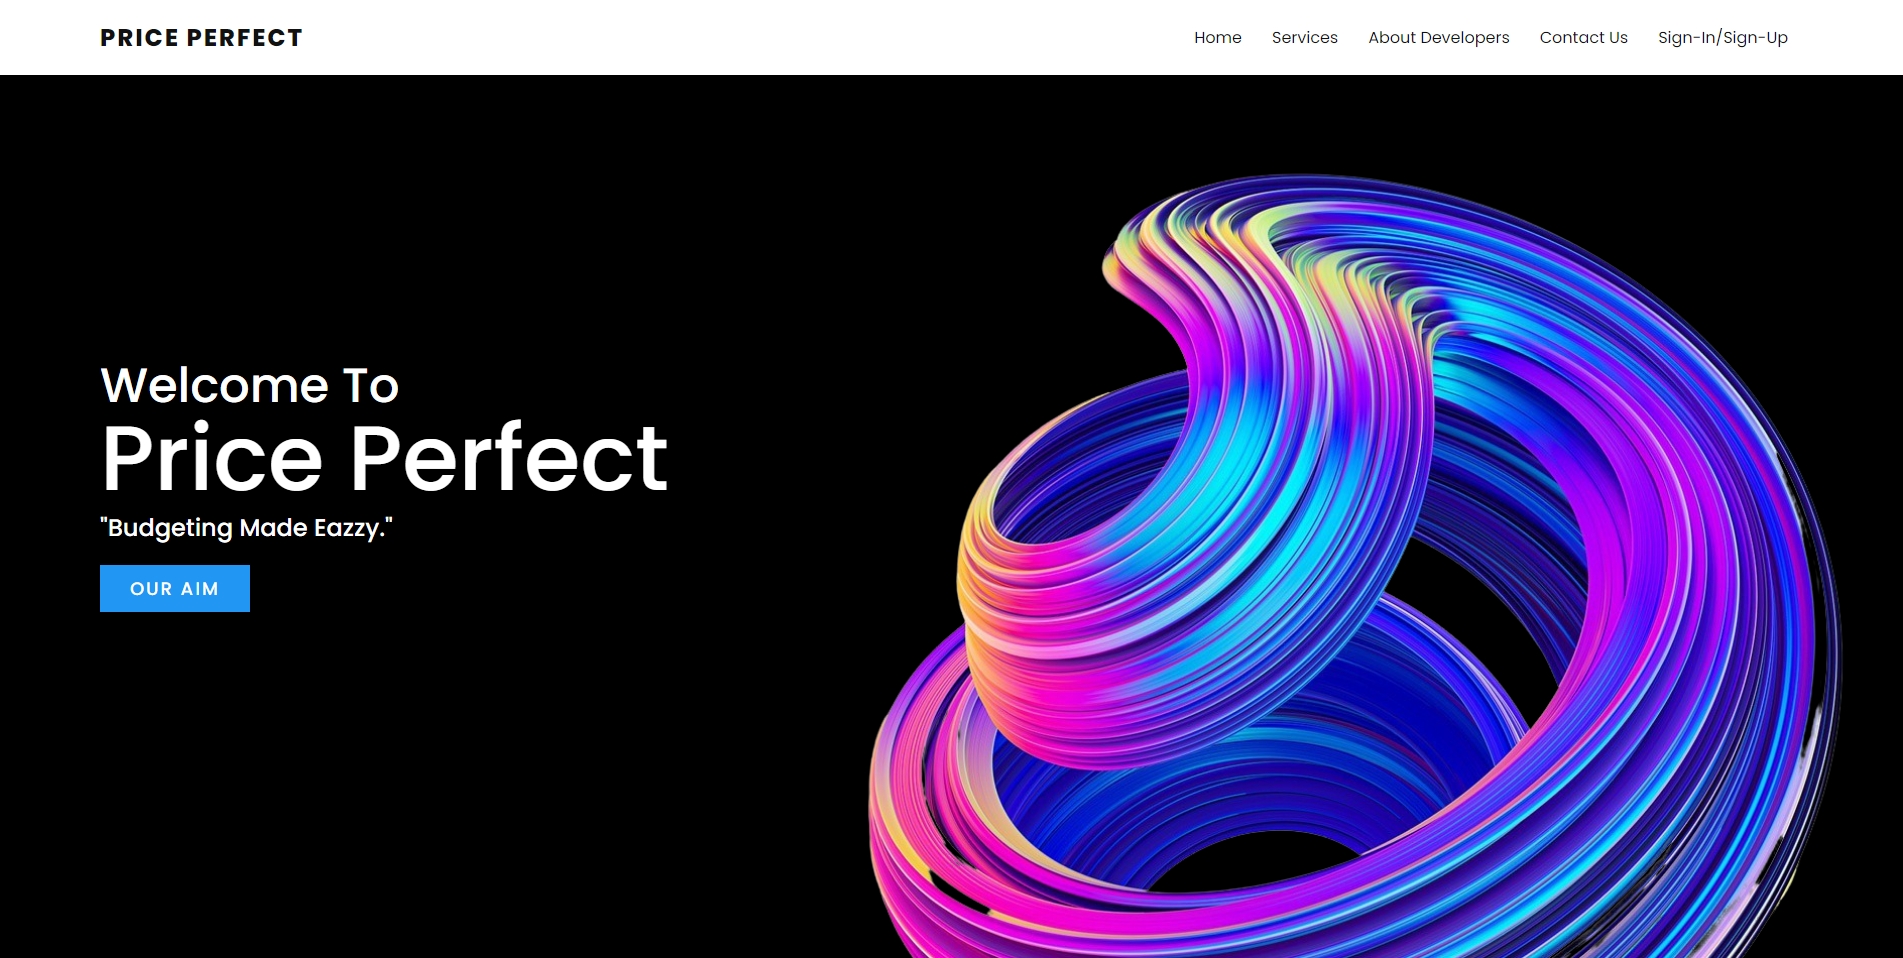 PRICE PERFECT
Home Services About Developers Contact Us Sign-In/Sign-Up
Welcome To
Price Perfect
"Budgeting Made Eazzy."
OUR AIM